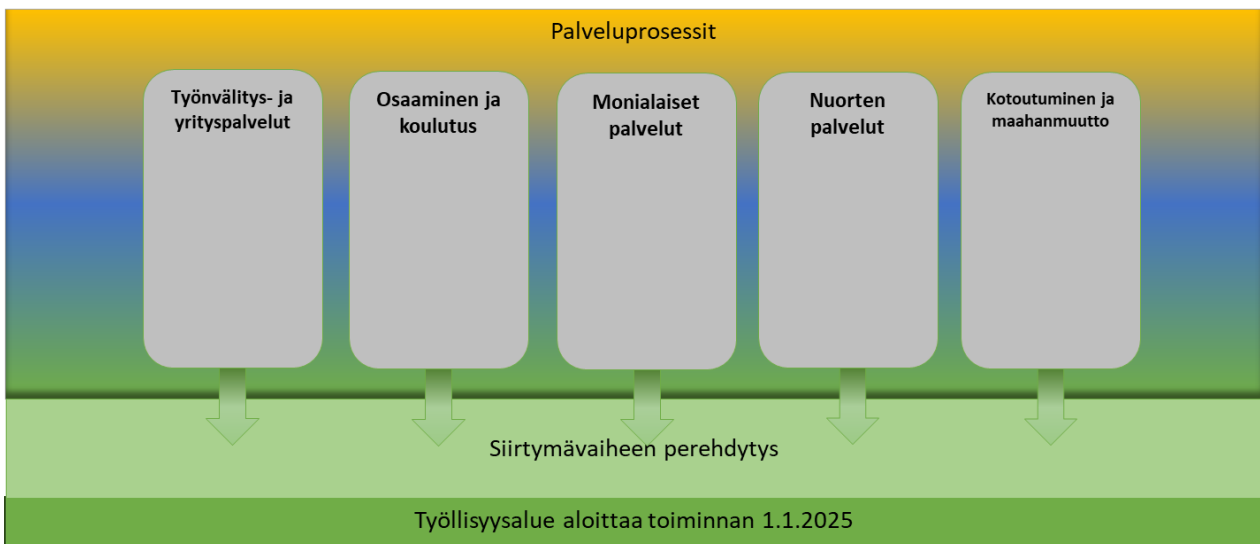 Palveluprosessit
Työnvälitys- ja
yrityspalvelut
Osaaminen ja
koulutus
Monialaiset
palvelut
Nuorten
palvelut
Kotoutuminen ja
maahanmuutto
Siirtymävaiheen perehdytys
Työllisyysalue aloittaa toiminnan 1.1.2025